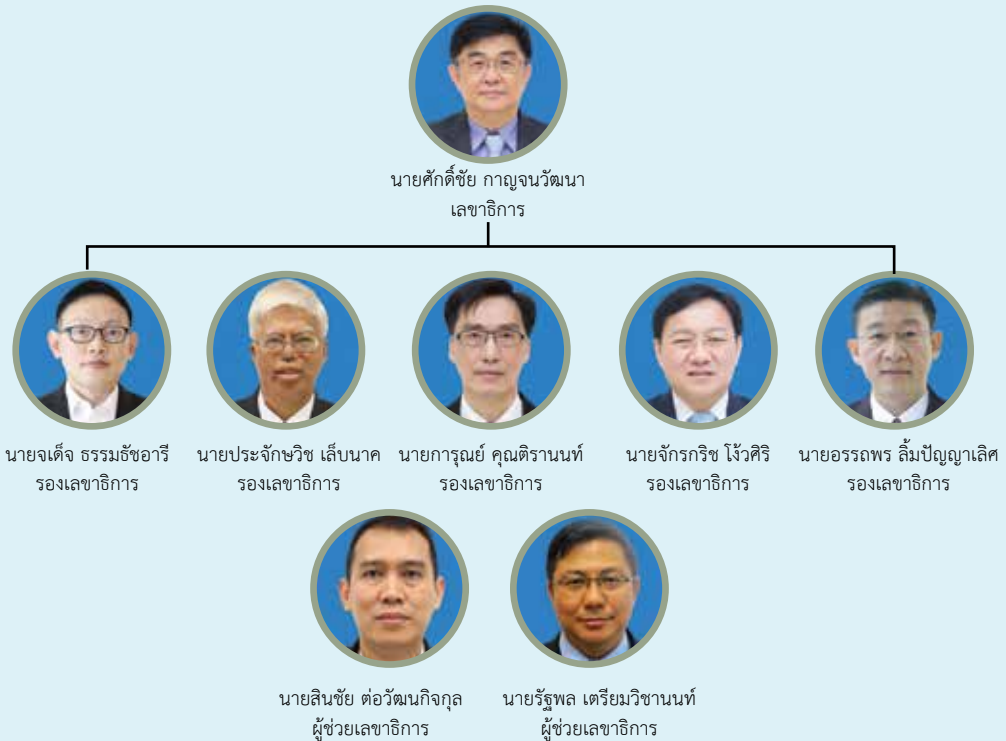 นายศักดิ์ชัย กาญจนวัฒนา
เลขาธิการ
นายจเด็จ ธรรมธัชอารี
รองเลขาธิการ
นายประจักษวิช เล็บนาค
รองเลขาธิการ
นายการุณย์ คุณติรานนท์
รองเลขาธิการ
นายจักรกริช โง้วศิริ
รองเลขาธิการ
นายอรรถพร ลิ้มปัญญาเลิศ
รองเลขาธิการ
นายสินชัย ต่อวัฒนกิจกุล
ผู้ช่วยเลขาธิการ
นายรัฐพล เตรียมวิชานนท์
ผู้ช่วยเลขาธิการ